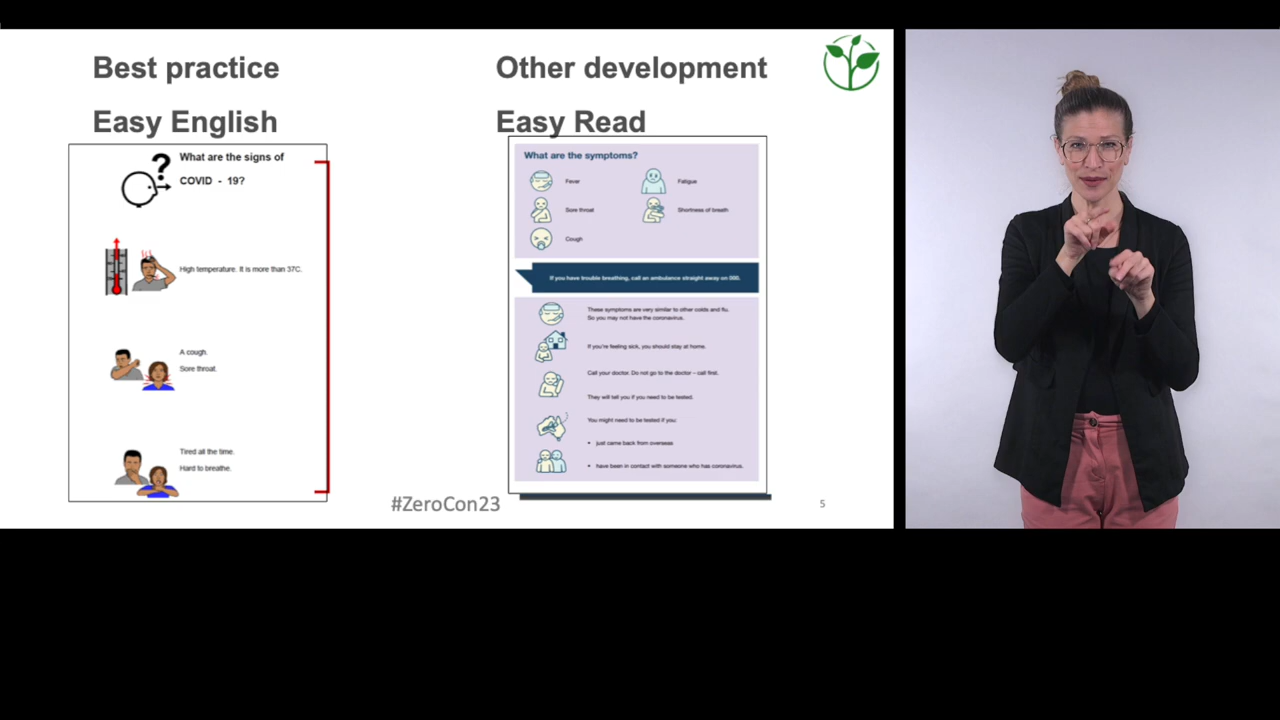 Best practice
Easy English
What are the signs of
COVID - 19?
High temperature. It is more than 37C.
A cough.
Sore throat.
Tired all the time.
Hard to breathe.
Other development
Easy Read
What are the symptoms?
Fever
Fatigue
Sore throat
Shortness of breath
Cough
If you have trouble breathing, call an ambulance straight away on 000.
These symptoms are very similar to other colds and flu.
So you may not have the coronavirus.
If you're feeling sick, you should stay at home.
Call your doctor. Do not go to the doctor – call first.
They will tell you if you need to be tested.
You might need to be tested if you:
• just came back from overseas
• have been in contact with someone who has coronavirus.
#ZeroCon23
5